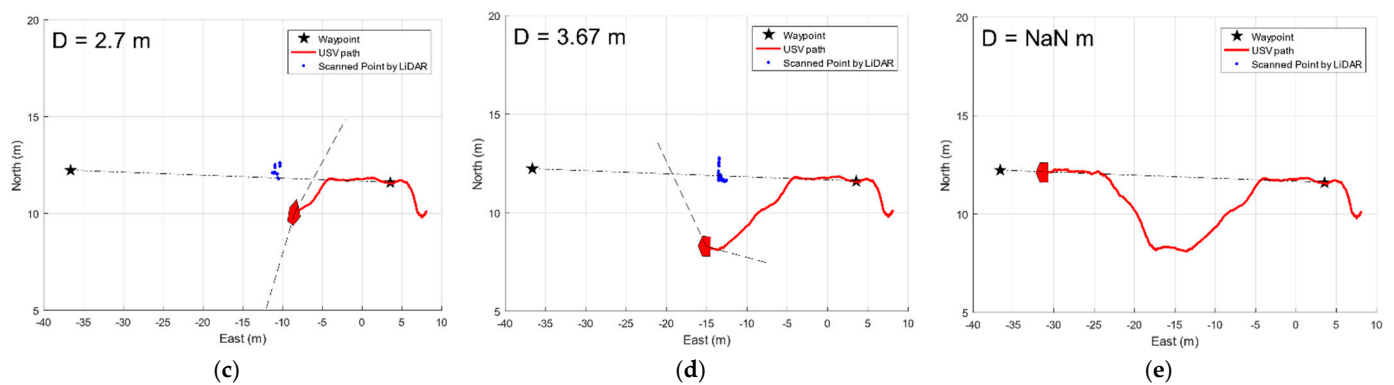 D = 2.7 m
Waypoint
USV path
Scanned Point by LiDAR
North (m)
20
15
10
5
-40 -35 -30 -25 -20 -15 -10 -5 0 5 10
East (m)
(c)
D = 3.67 m
Waypoint
USV path
Scanned Point by LiDAR
North (m)
20
15
10
5
-40 -35 -30 -25 -20 -15 -10 -5 0 5 10
East (m)
(d)
D = NaN m
Waypoint
USV path
Scanned Point by LiDAR
North (m)
20
15
10
5
-40 -35 -30 -25 -20 -15 -10 -5 0 5 10
East (m)
(e)